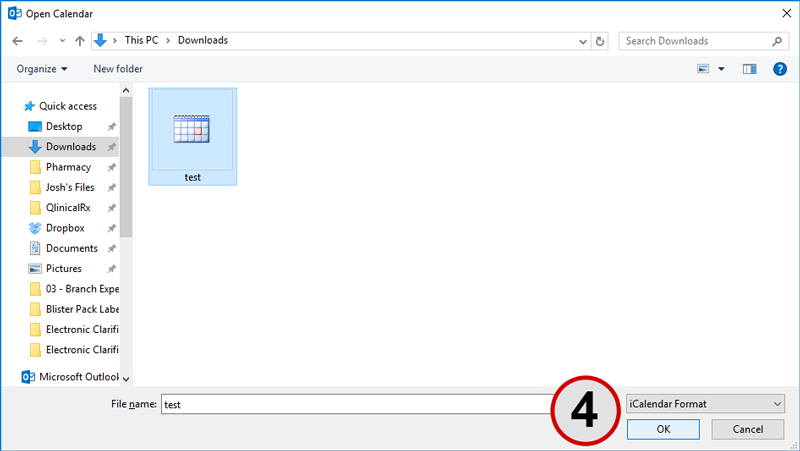 Open Calendar
This PC > Downloads
Search Downloads
Organize
New folder
Quick access
Desktop
Downloads
Pharmacy
Josh's Files
QlinicalRx
Dropbox
Documents
Pictures
03 - Branch Expe
Blister Pack Labe
Electronic Clarifi
Electronic Clarifi
Microsoft Outlook
test
File name: test
4
iCalendar Format
OK Cancel